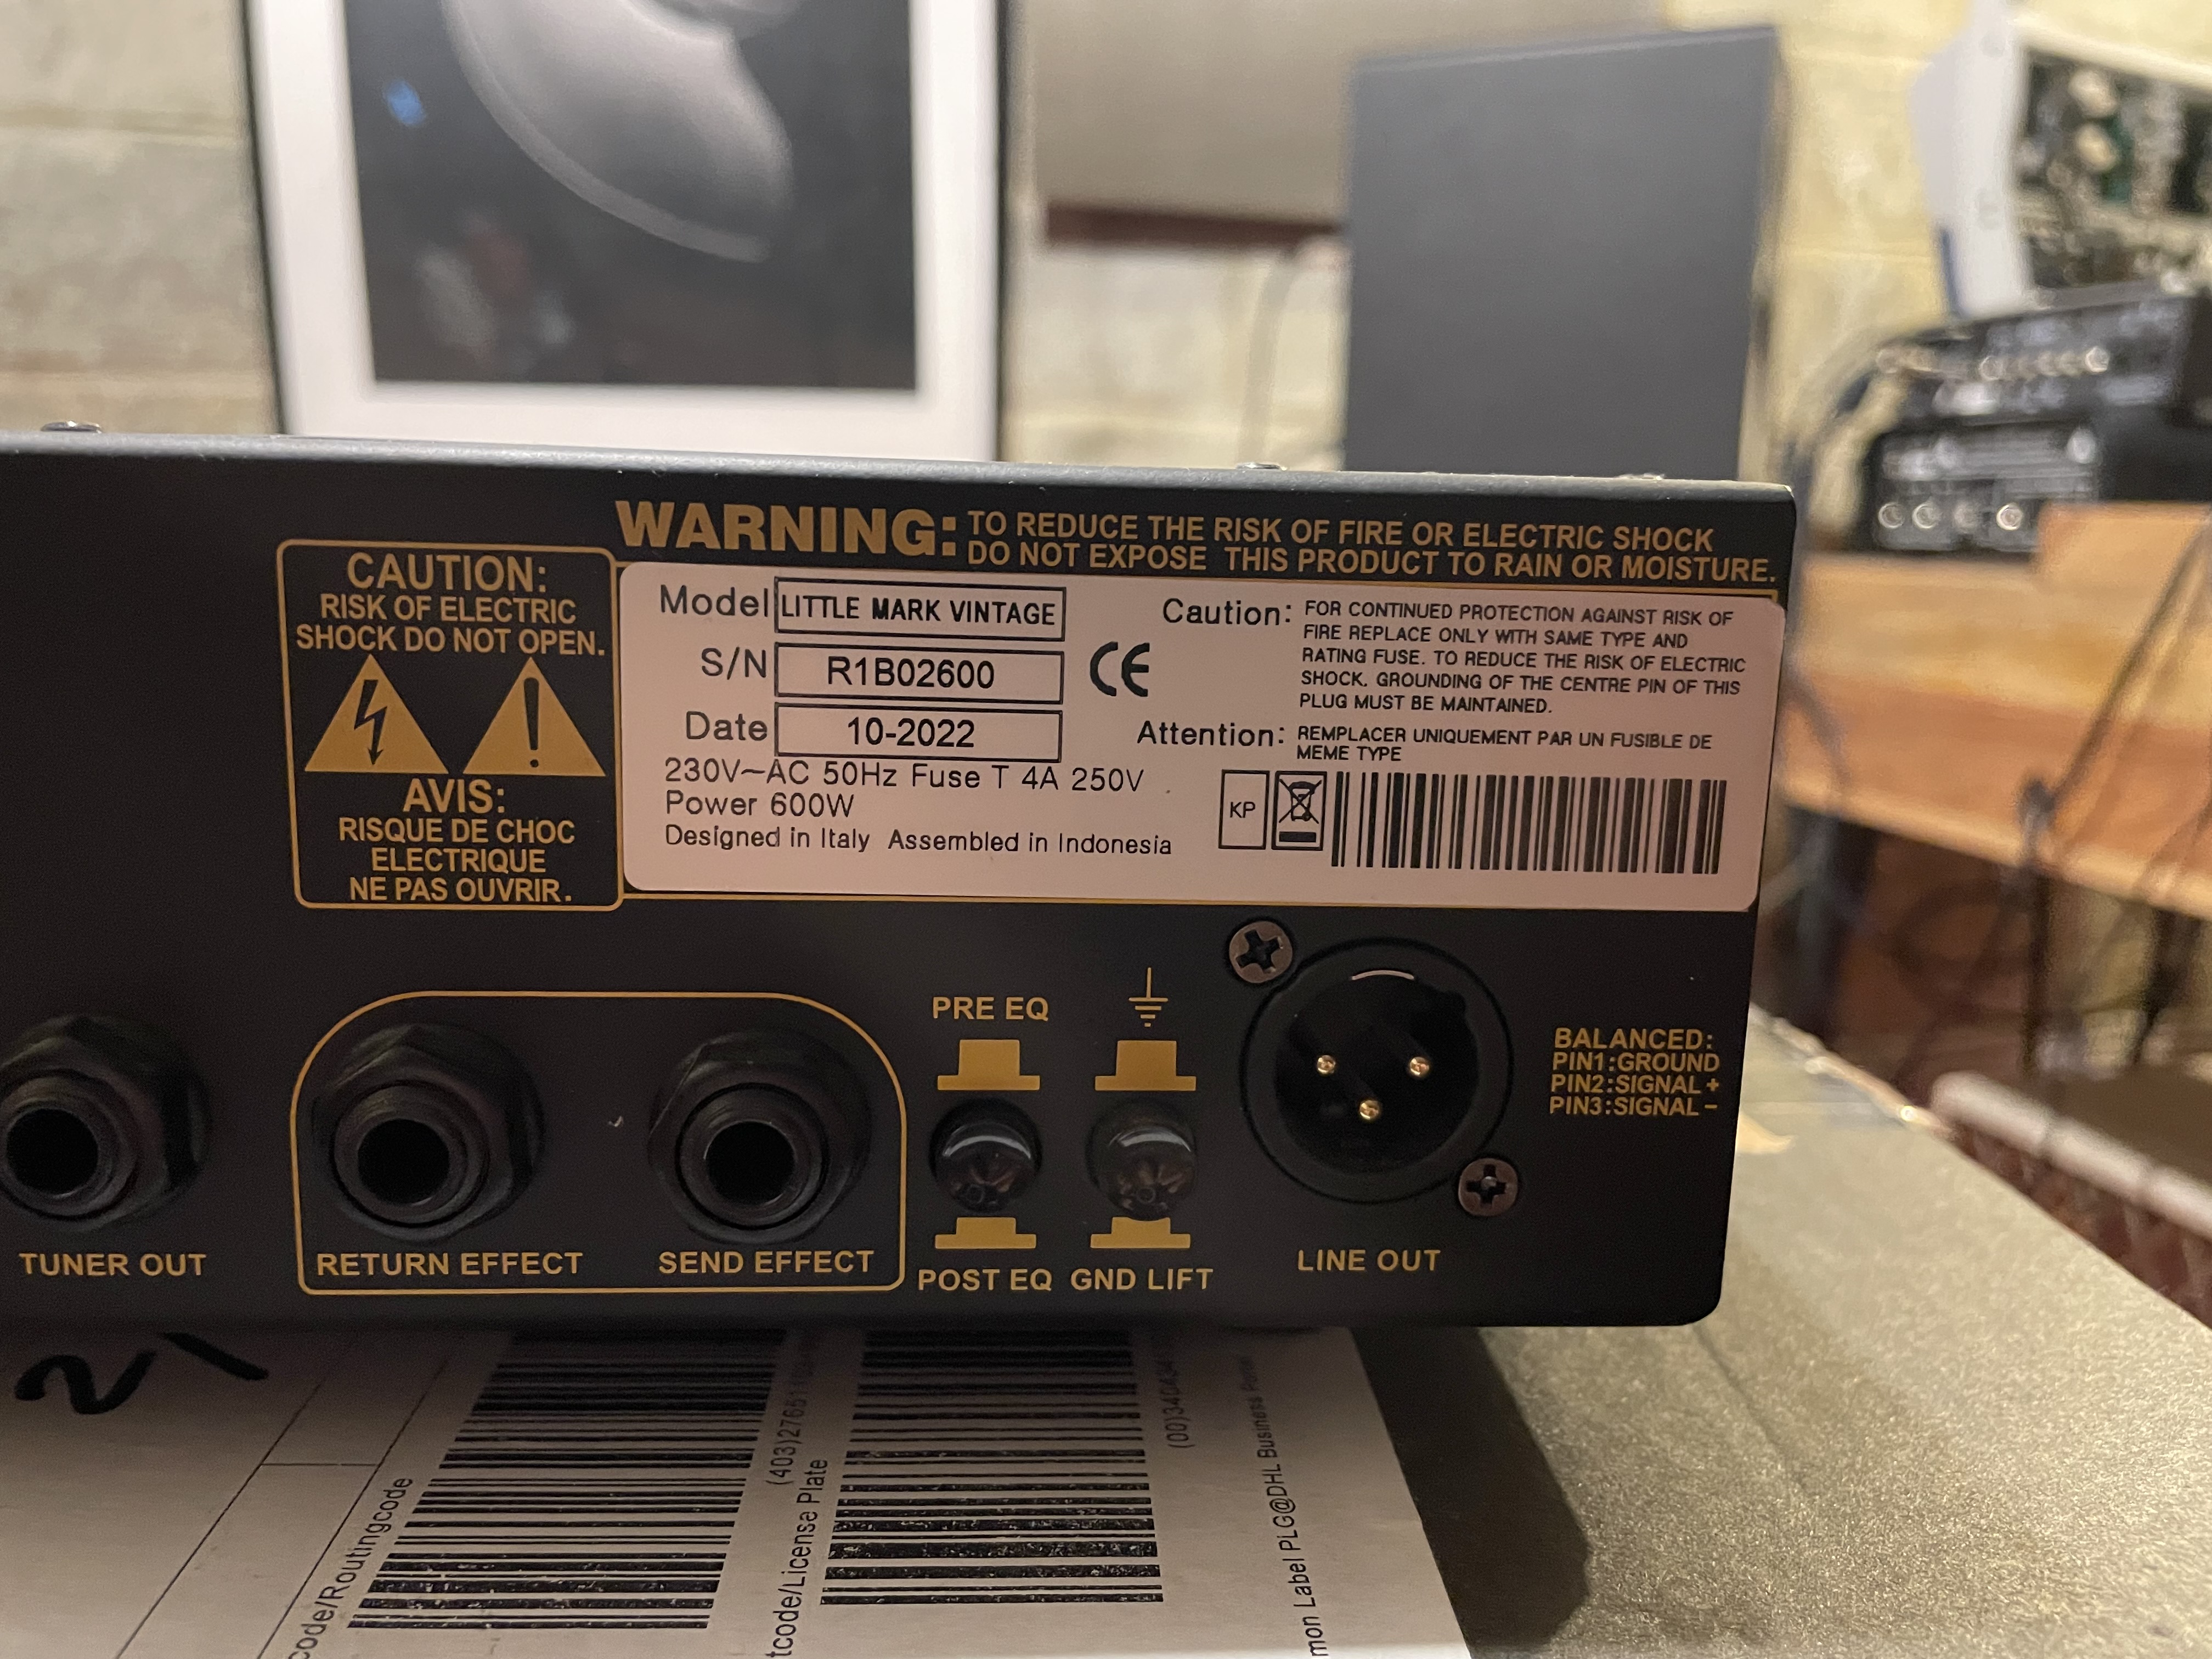 WARNING: TO REDUCE THE RISK OF FIRE OR ELECTRIC SHOCK
DO NOT EXPOSE THIS PRODUCT TO RAIN OR MOISTURE.
CAUTION:
RISK OF ELECTRIC
SHOCK DO NOT OPEN.
AVIS:
RISQUE DE CHOC
ELECTRIQUE
NE PAS OUVRIR.
Model LITTLE MARK VINTAGE
S/N R1B02600
Date 10-2022
230V~AC 50Hz Fuse T 4A 250V
Power 600W
Designed in Italy Assembled in Indonesia
CE
Caution: FOR CONTINUED PROTECTION AGAINST RISK OF
FIRE REPLACE ONLY WITH SAME TYPE AND
RATING FUSE. TO REDUCE THE RISK OF ELECTRIC
SHOCK. GROUNDING OF THE CENTRE PIN OF THIS
PLUG MUST BE MAINTAINED.
Attention: REMPLACER UNIQUEMENT PAR UN FUSIBLE DE
MEME TYPE
KP
TUNER OUT
RETURN EFFECT
SEND EFFECT
PRE EQ
POST EQ
GND LIFT
LINE OUT
BALANCED:
PIN1:GROUND
PIN2:SIGNAL+
PIN3:SIGNAL-
21
code/Routingcode
(403)2766
tcode/License Plate
(00)340434
mon Label PLG@DHL Business